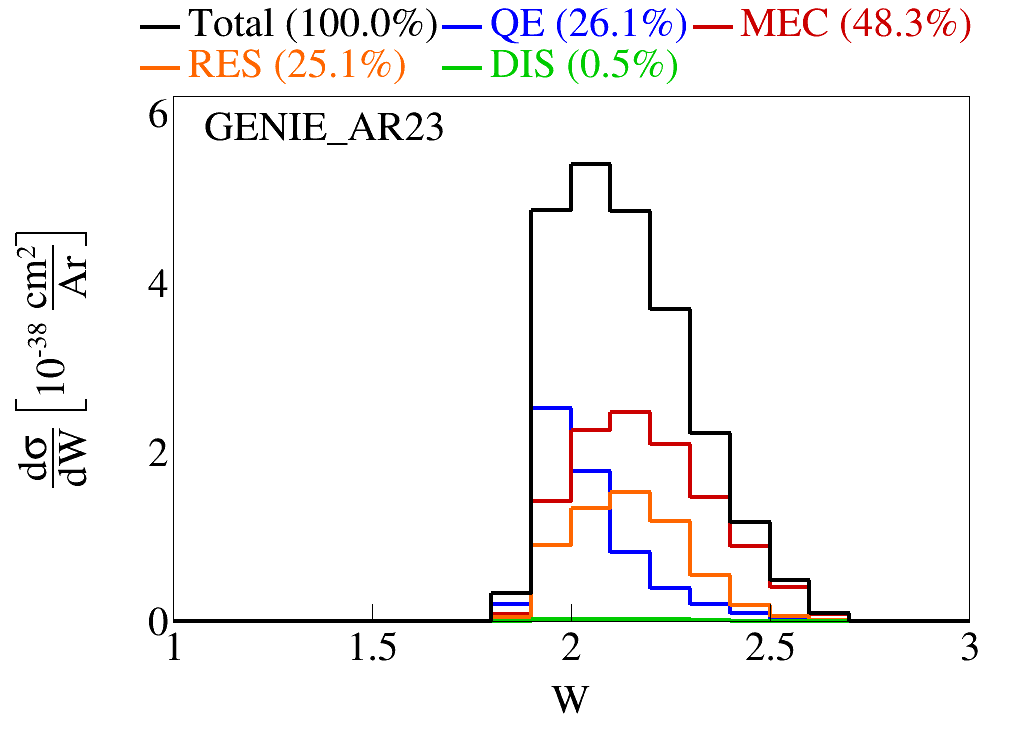 Total (100.0%) QE (26.1%) MEC (48.3%)
RES (25.1%) DIS (0.5%)
GENIE_AR23
6
4
2
0
1 1.5 2 2.5 3
W
dσ/dW [10^-38 cm^2/Ar]